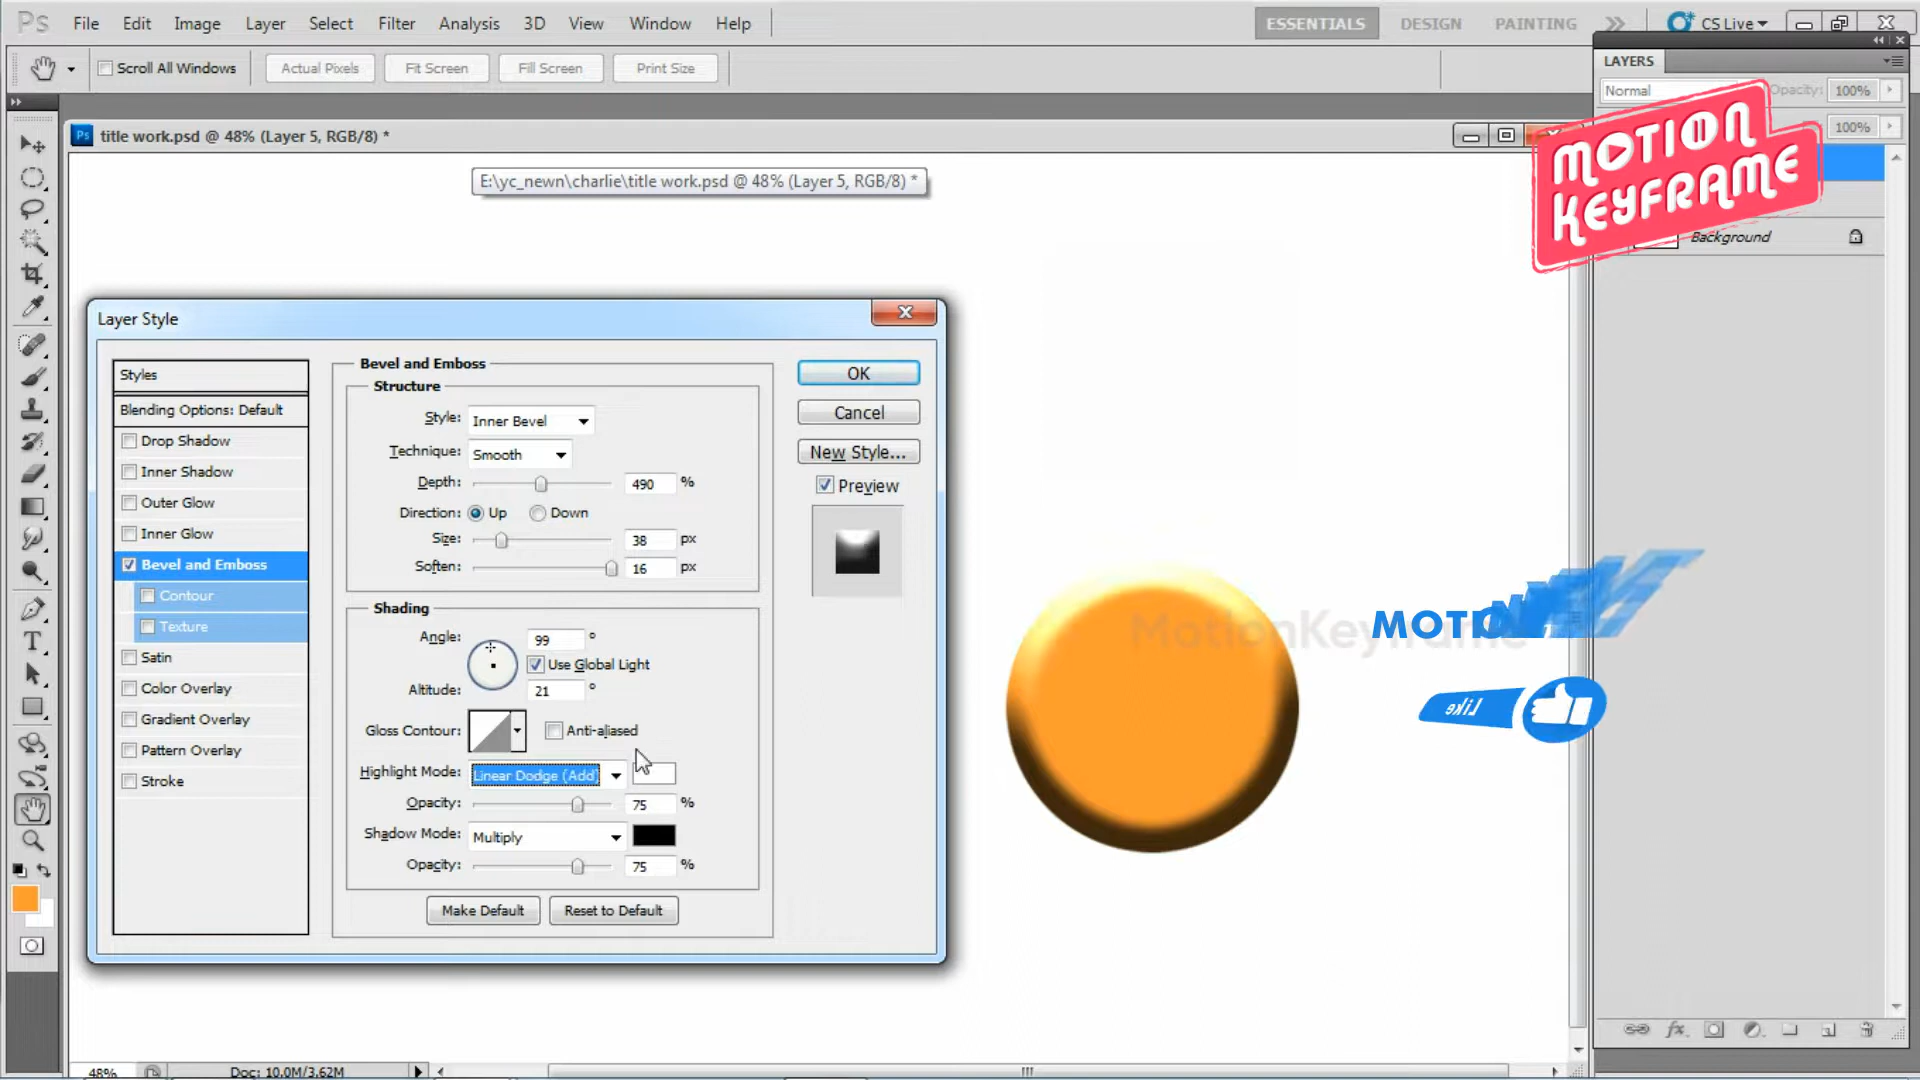 Ps File Edit Image Layer Select Filter Analysis 3D View Window Help ESSENTIALS DESIGN PAINTING CS Live
Scroll All Windows Actual Pixels Fit Screen Fill Screen Print Size
LAYERS
Normal Opacity: 100%
100%
Ps title work.psd @ 48% (Layer 5, RGB/8) *
E:\yc_newn\charlie\title work.psd @ 48% (Layer 5, RGB/8) *
MOTION
KEYFRAME
Background
Layer Style
Styles
Blending Options: Default
Drop Shadow
Inner Shadow
Outer Glow
Inner Glow
Bevel and Emboss
Contour
Texture
Satin
Color Overlay
Gradient Overlay
Pattern Overlay
Stroke
Bevel and Emboss
Structure
Style: Inner Bevel
Technique: Smooth
Depth: 490 %
Direction: Up Down
Size: 38 px
Soften: 16 px
Shading
Angle: 99 °
Use Global Light
Altitude: 21 °
Gloss Contour: Anti-aliased
Highlight Mode: Linear Dodge (Add)
Opacity: 75 %
Shadow Mode: Multiply
Opacity: 75 %
Make Default Reset to Default
OK
Cancel
New Style...
Preview
MotionKeyframe
MOTIO
Like
T
fx
48% Doc: 10.0M/3.62M